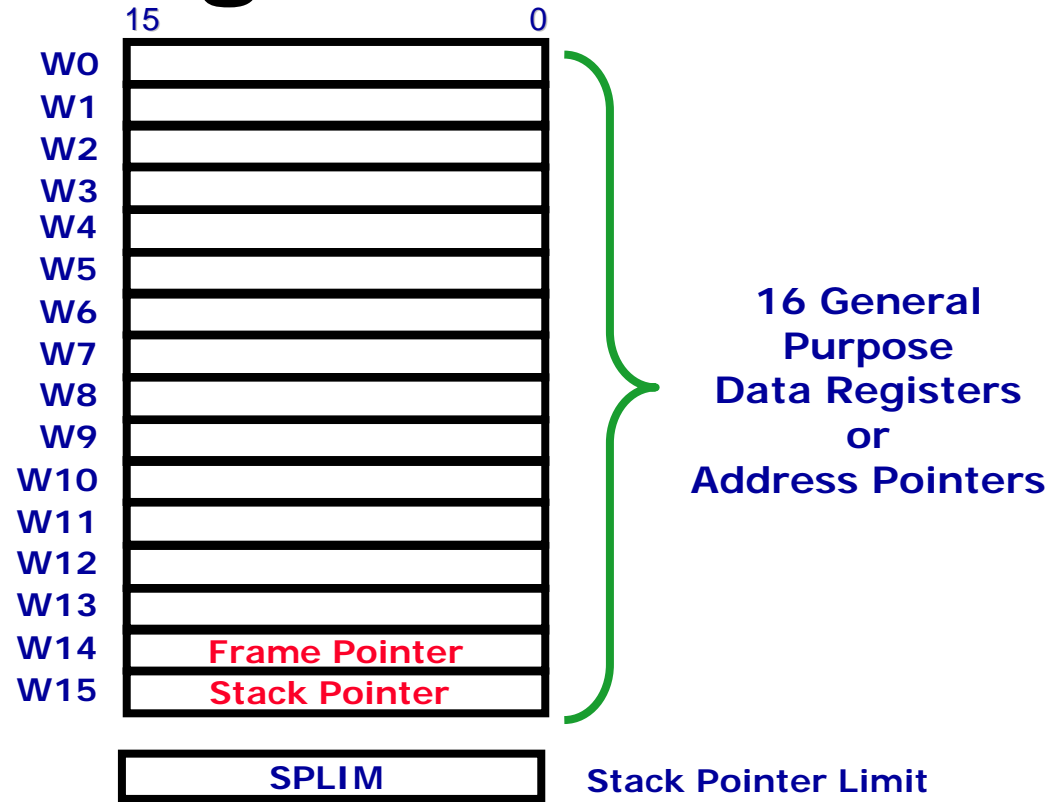 15 0
W0
W1
W2
W3
W4
W5
W6
W7
W8
W9
W10
W11
W12
W13
W14 Frame Pointer
W15 Stack Pointer
16 General
Purpose
Data Registers
or
Address Pointers
SPLIM Stack Pointer Limit